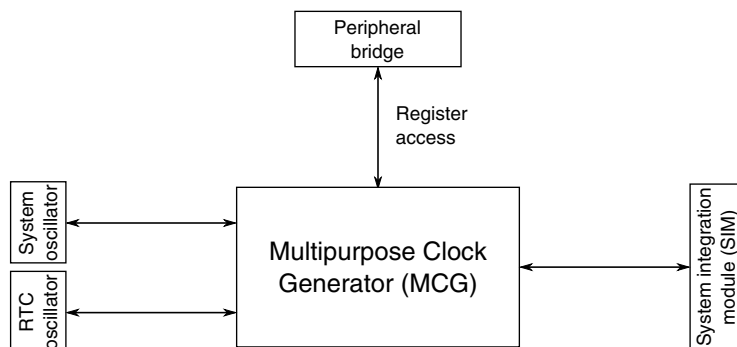 Peripheral
bridge
Register
access
System
oscillator
Multipurpose Clock
Generator (MCG)
System integration
module (SIM)
RTC
oscillator